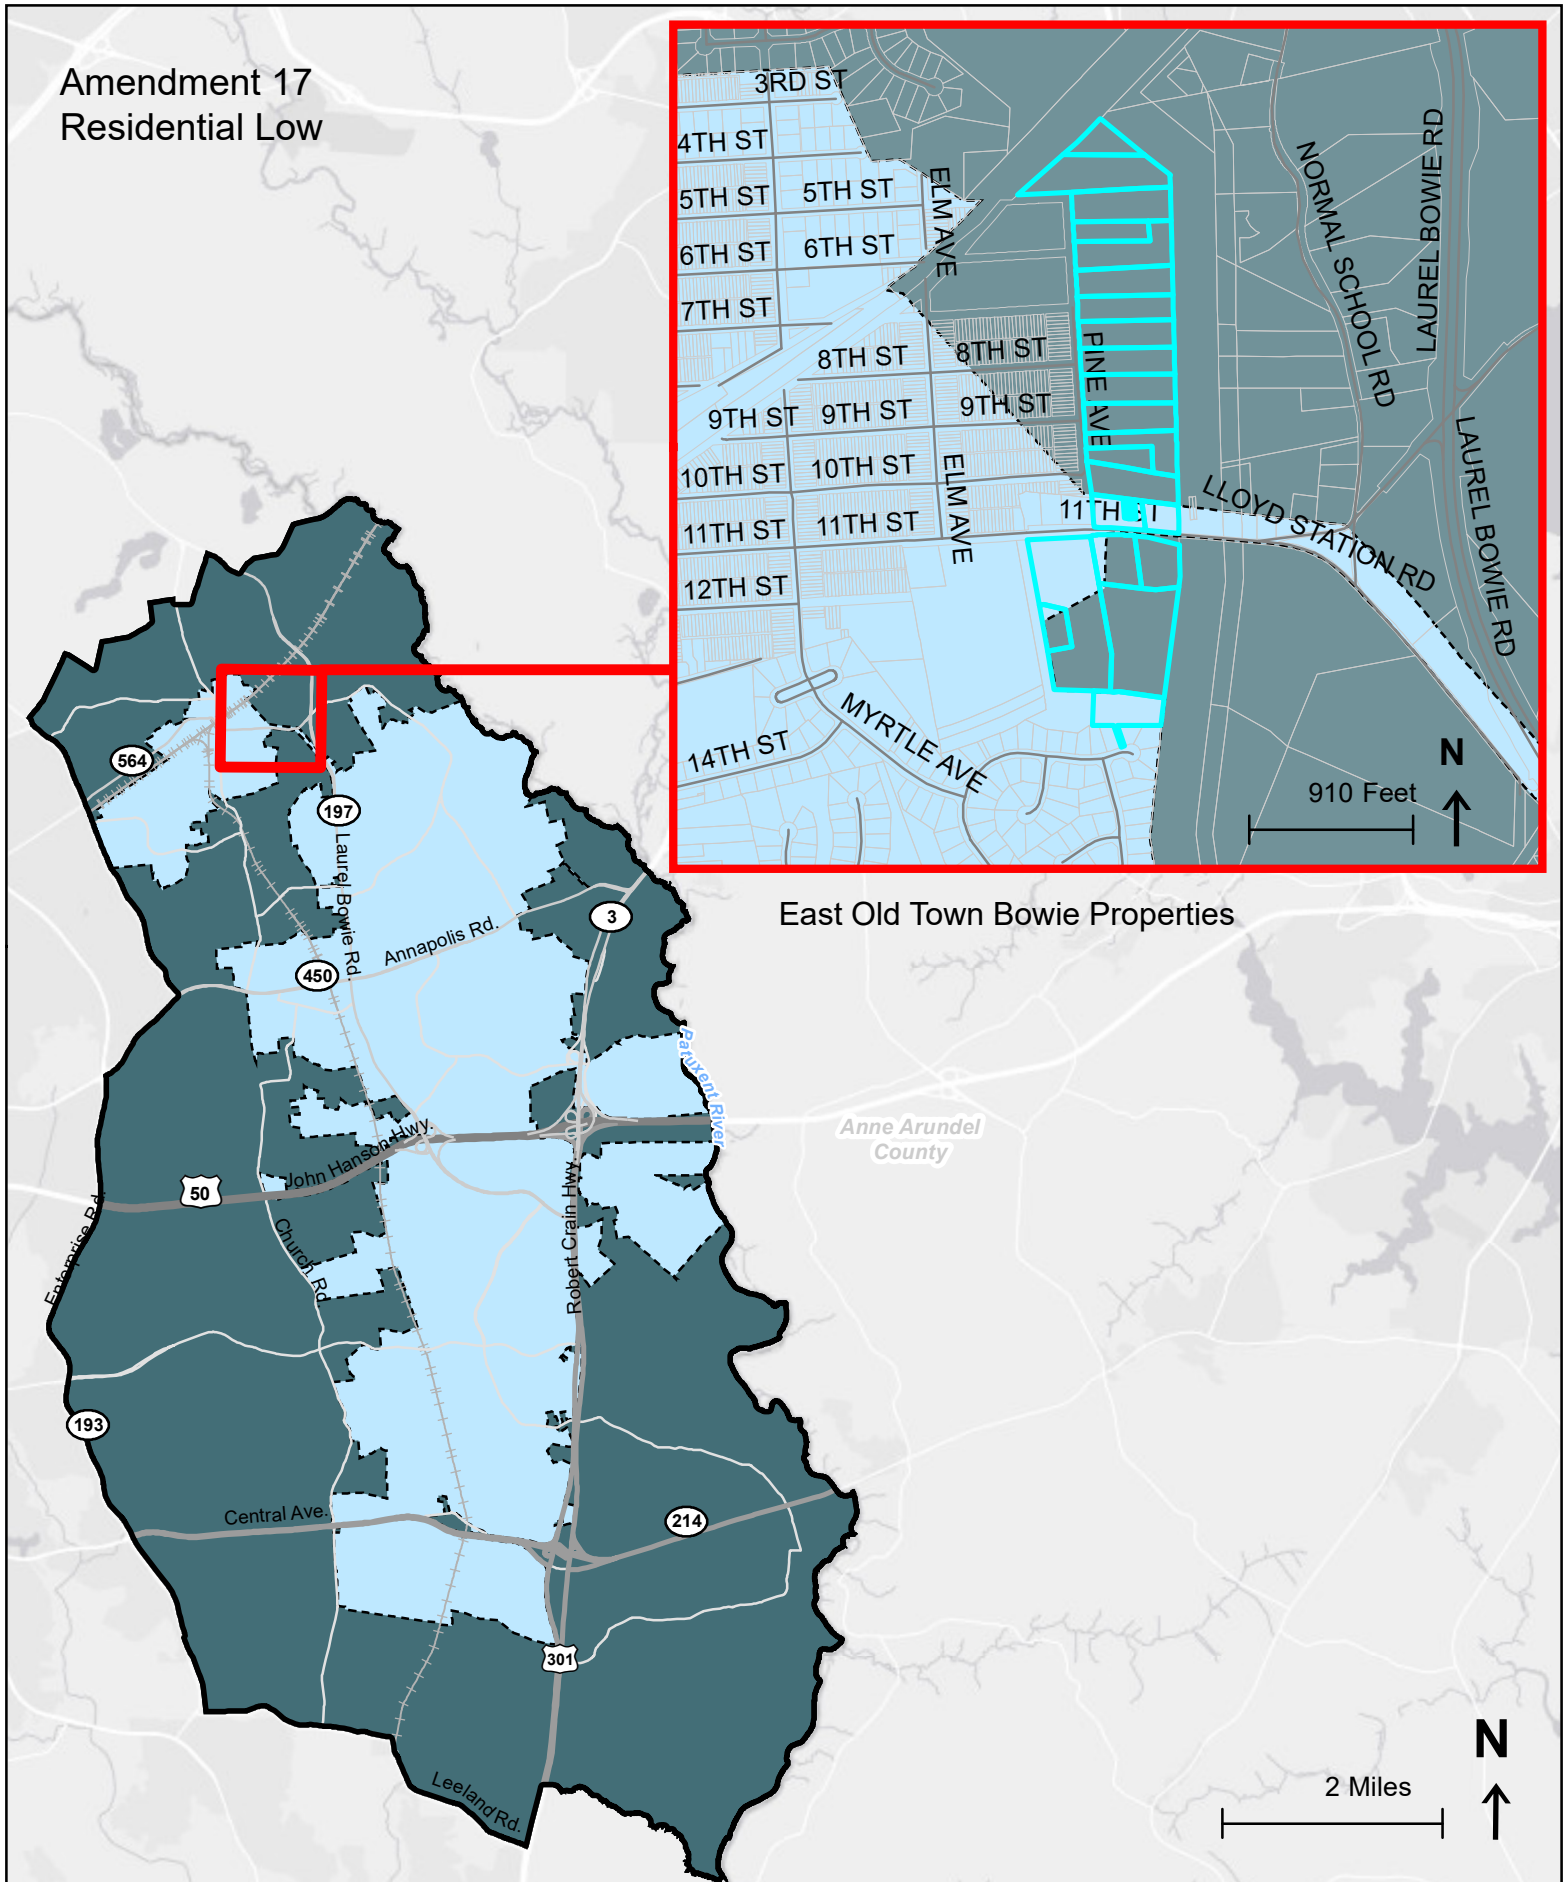 Amendment 17
Residential Low
3RD ST
4TH ST
5TH ST
5TH ST
ELM AVE
6TH ST
6TH ST
7TH ST
8TH ST
8TH ST
PINE AVE
9TH ST
9TH ST
9TH ST
10TH ST
10TH ST
ELM AVE
11TH ST
11TH ST
11TH ST
12TH ST
14TH ST
MYRTLE AVE
LLOYD STATION RD
NORMAL SCHOOL RD
LAUREL BOWIE RD
LAUREL BOWIE RD
N
910 Feet
East Old Town Bowie Properties
564
197
Laurel Bowie Rd.
3
Annapolis Rd.
450
Patuxent River
Anne Arundel
County
John Hanson Hwy.
50
Enterprise Rd.
Church Rd.
Robert Crain Hwy.
193
Central Ave.
214
301
Leeland Rd.
N
2 Miles